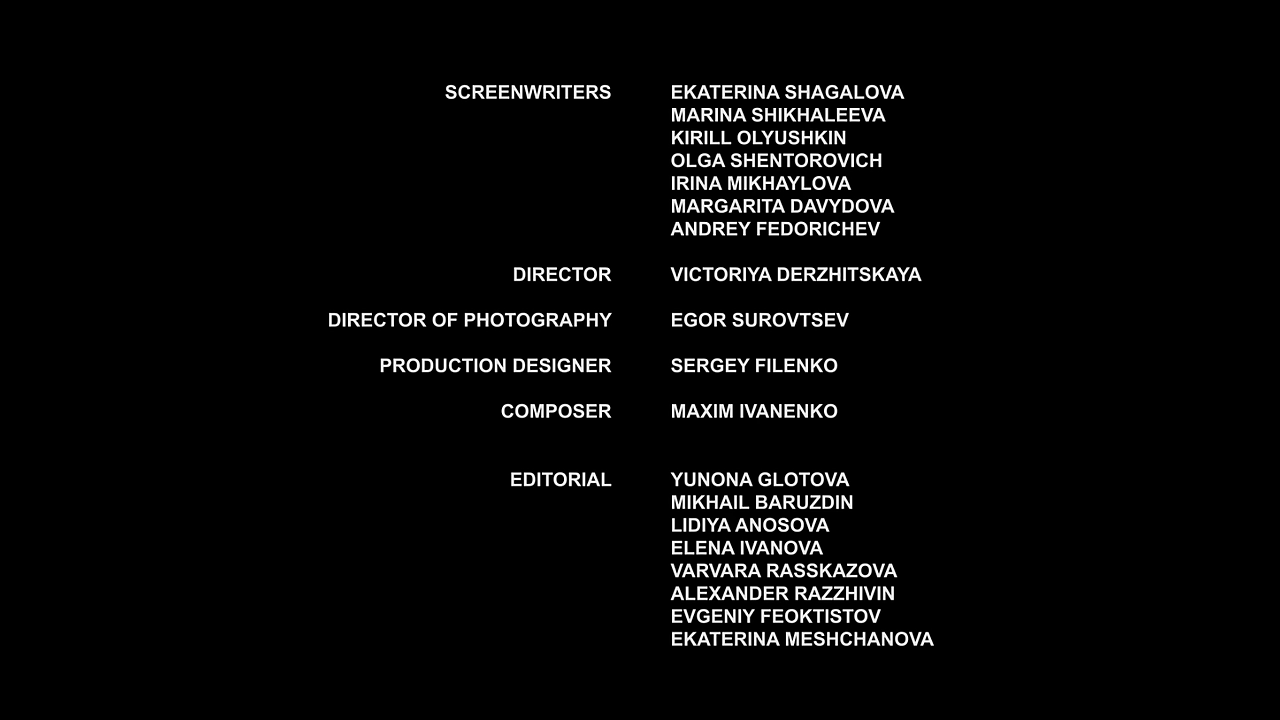 SCREENWRITERS EKATERINA SHAGALOVA
MARINA SHIKHALEEVA
KIRILL OLYUSHKIN
OLGA SHENTOROVICH
IRINA MIKHAYLOVA
MARGARITA DAVYDOVA
ANDREY FEDORICHEV
DIRECTOR VICTORIYA DERZHITSKAYA
DIRECTOR OF PHOTOGRAPHY EGOR SUROVTSEV
PRODUCTION DESIGNER SERGEY FILENKO
COMPOSER MAXIM IVANENKO
EDITORIAL YUNONA GLOTOVA
MIKHAIL BARUZDIN
LIDIYA ANOSOVA
ELENA IVANOVA
VARVARA RASSKAZOVA
ALEXANDER RAZZHIVIN
EVGENIY FEOKTISTOV
EKATERINA MESHCHANOVA